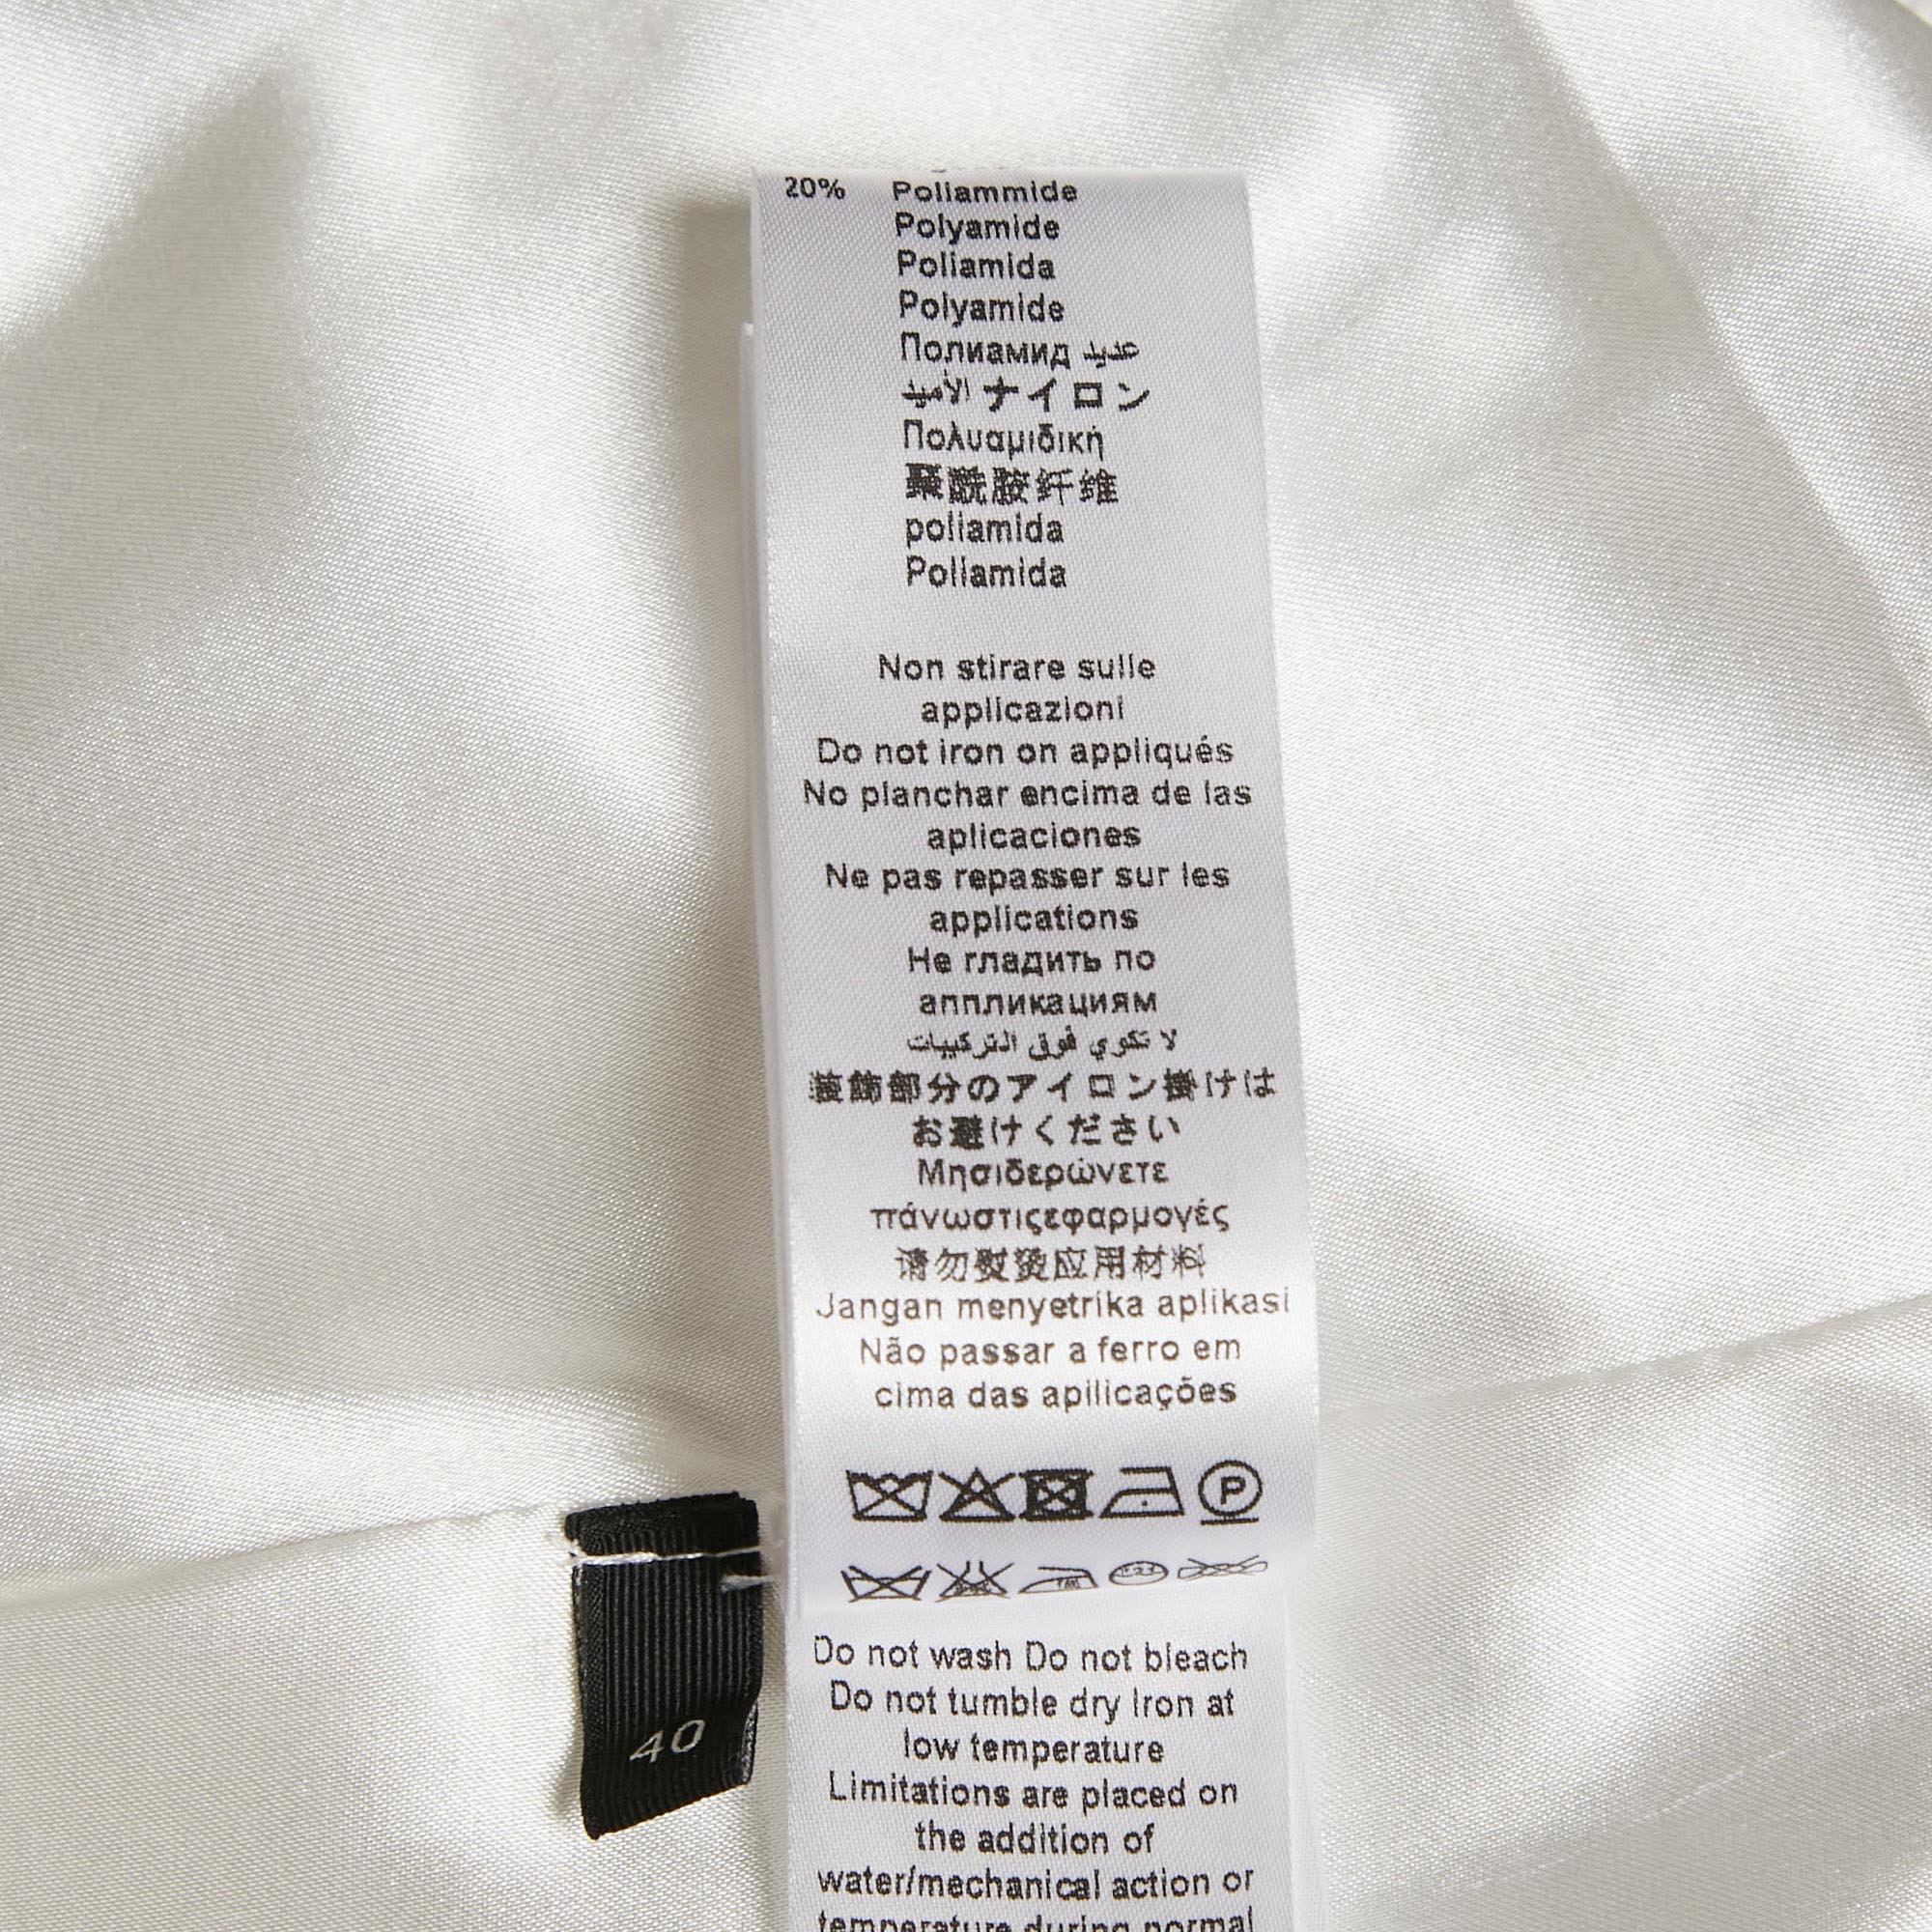 20% Poliammide
Polyamide
Poliamida
Polyamide
Полиамид عديد
الأميد ナイロン
Πολυαμιδική
聚酰胺纤维
poliamida
Poliamida
Non stirare sulle
applicazioni
Do not iron on appliqués
No planchar encima de las
aplicaciones
Ne pas repasser sur les
applications
Не гладить по
аппликациям
لا تكوي فوق التركيبات
装飾部分のアイロン掛けは
お避けください
Μησιδερώνετε
πάνωστιςεφαρμογές
请勿熨烫应用材料
Jangan menyetrika aplikasi
Não passar a ferro em
cima das apilicações
P
Do not wash Do not bleach
Do not tumble dry Iron at
low temperature
Limitations are placed on
the addition of
water/mechanical action or
temperature during normal
40